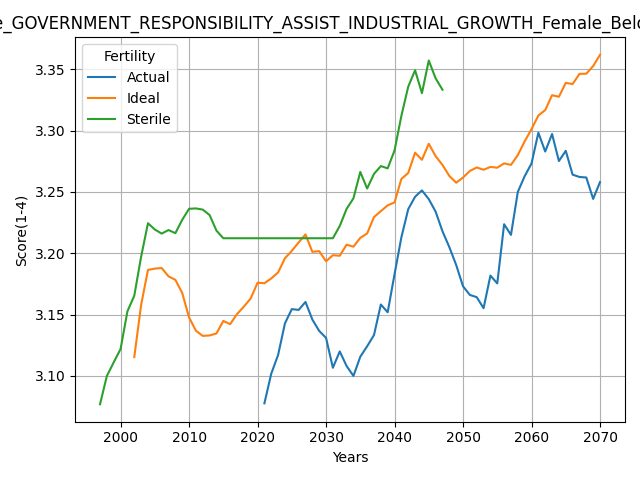 e_GOVERNMENT_RESPONSIBILITY_ASSIST_INDUSTRIAL_GROWTH_Female_Belo
Fertility
Actual
Ideal
Sterile
Score(1-4)
3.35
3.30
3.25
3.20
3.15
3.10
2000 2010 2020 2030 2040 2050 2060 2070
Years